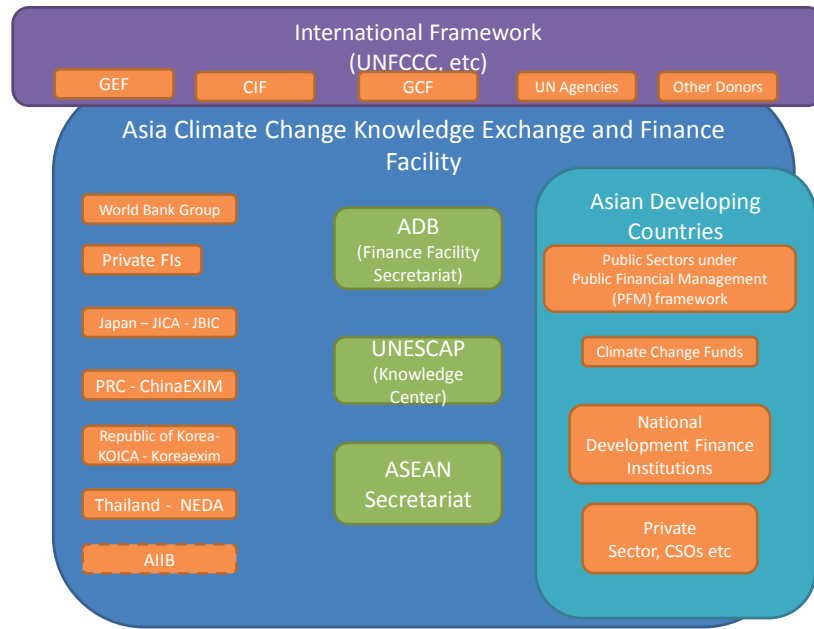 International Framework
(UNFCCC. etc)
GEF
CIF
GCF
UN Agencies
Other Donors
Asia Climate Change Knowledge Exchange and Finance
Facility
World Bank Group
Private FIs
Japan – JICA - JBIC
PRC - ChinaEXIM
Republic of Korea-
KOICA - Koreaexim
Thailand - NEDA
AIIB
ADB
(Finance Facility
Secretariat)
UNESCAP
(Knowledge
Center)
ASEAN
Secretariat
Asian Developing
Countries
Public Sectors under
Public Financial Management
(PFM) framework
Climate Change Funds
National
Development Finance
Institutions
Private
Sector, CSOs etc